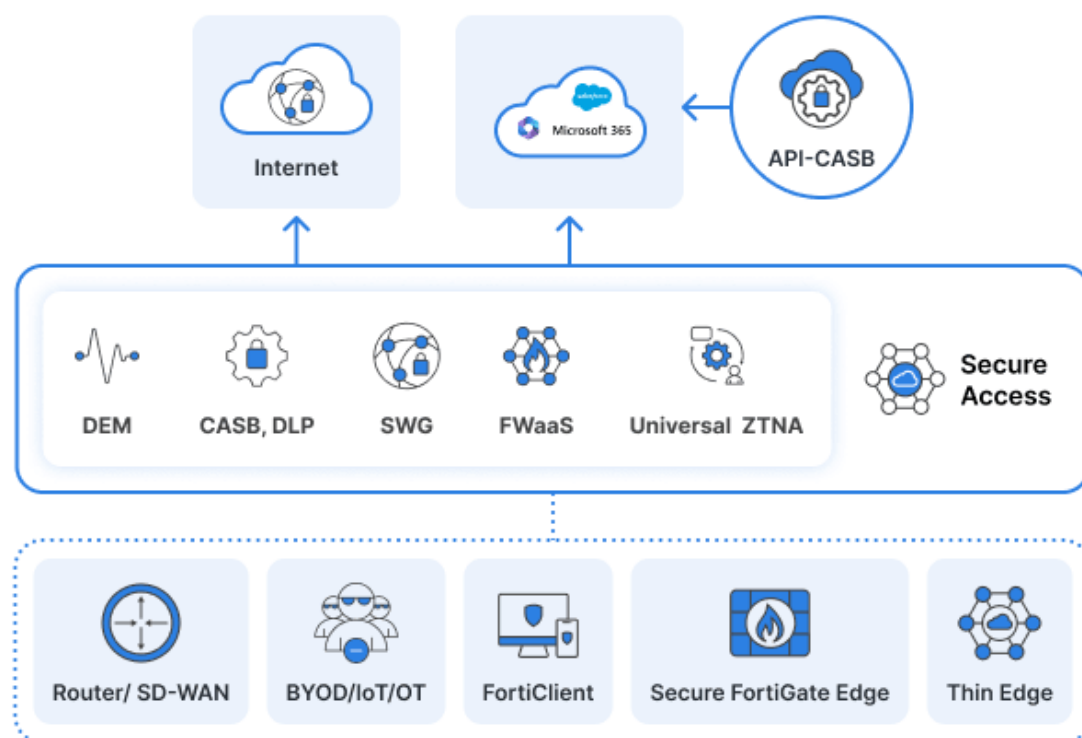 salesforce
Microsoft 365
Internet
API-CASB
DEM
CASB, DLP
SWG
FWaaS
Universal ZTNA
Secure
Access
Router/ SD-WAN
BYOD/IoT/OT
FortiClient
Secure FortiGate Edge
Thin Edge